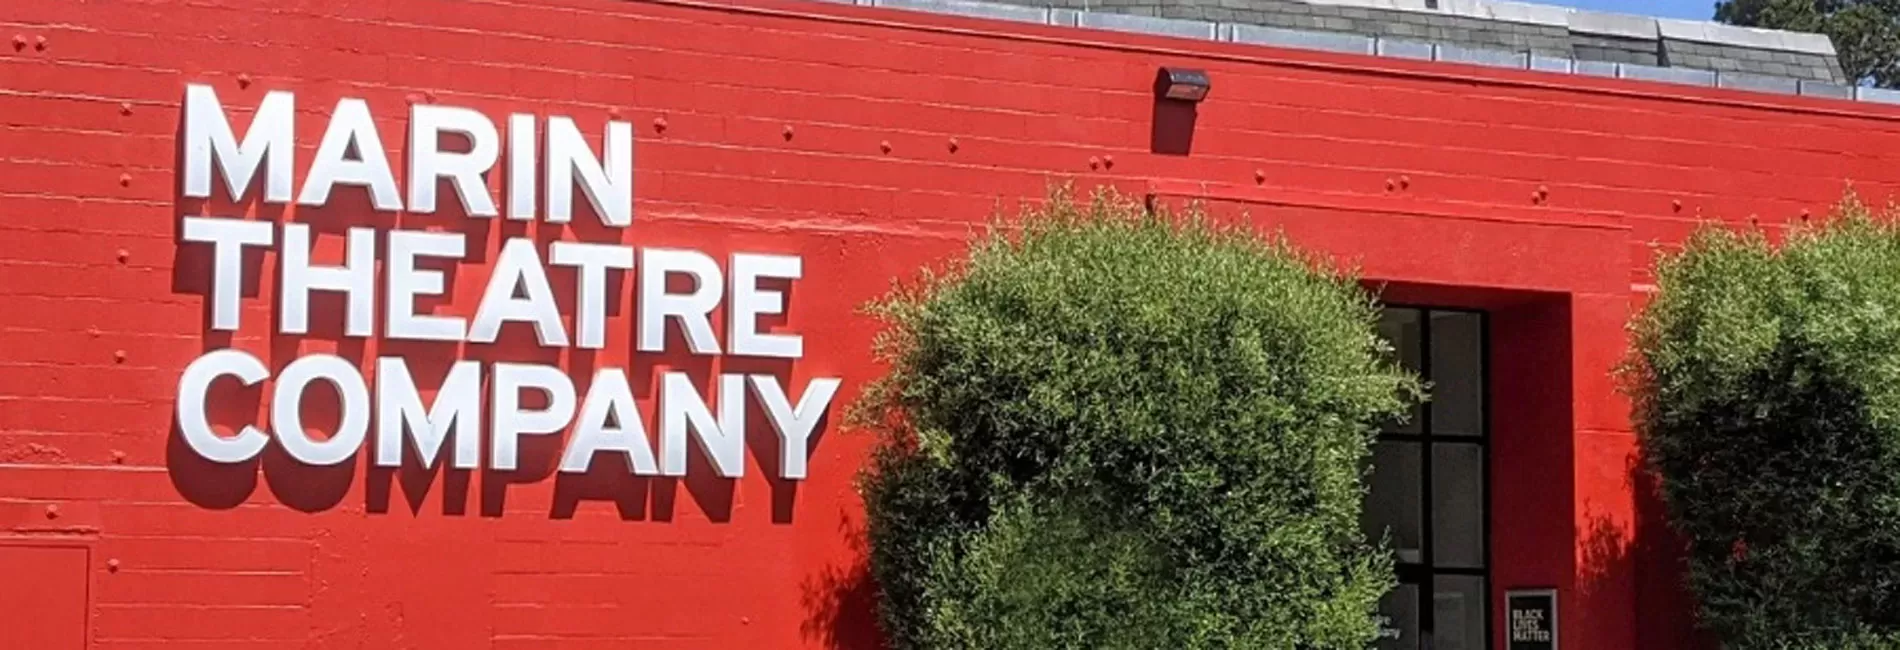 MARIN
THEATRE
COMPANY
BLACK
LIVES
MATTER